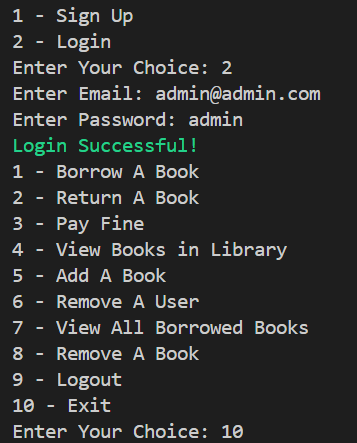 1 - Sign Up
2 - Login
Enter Your Choice: 2
Enter Email: admin@admin.com
Enter Password: admin
Login Successful!
1 - Borrow A Book
2 - Return A Book
3 - Pay Fine
4 - View Books in Library
5 - Add A Book
6 - Remove A User
7 - View All Borrowed Books
8 - Remove A Book
9 - Logout
10 - Exit
Enter Your Choice: 10